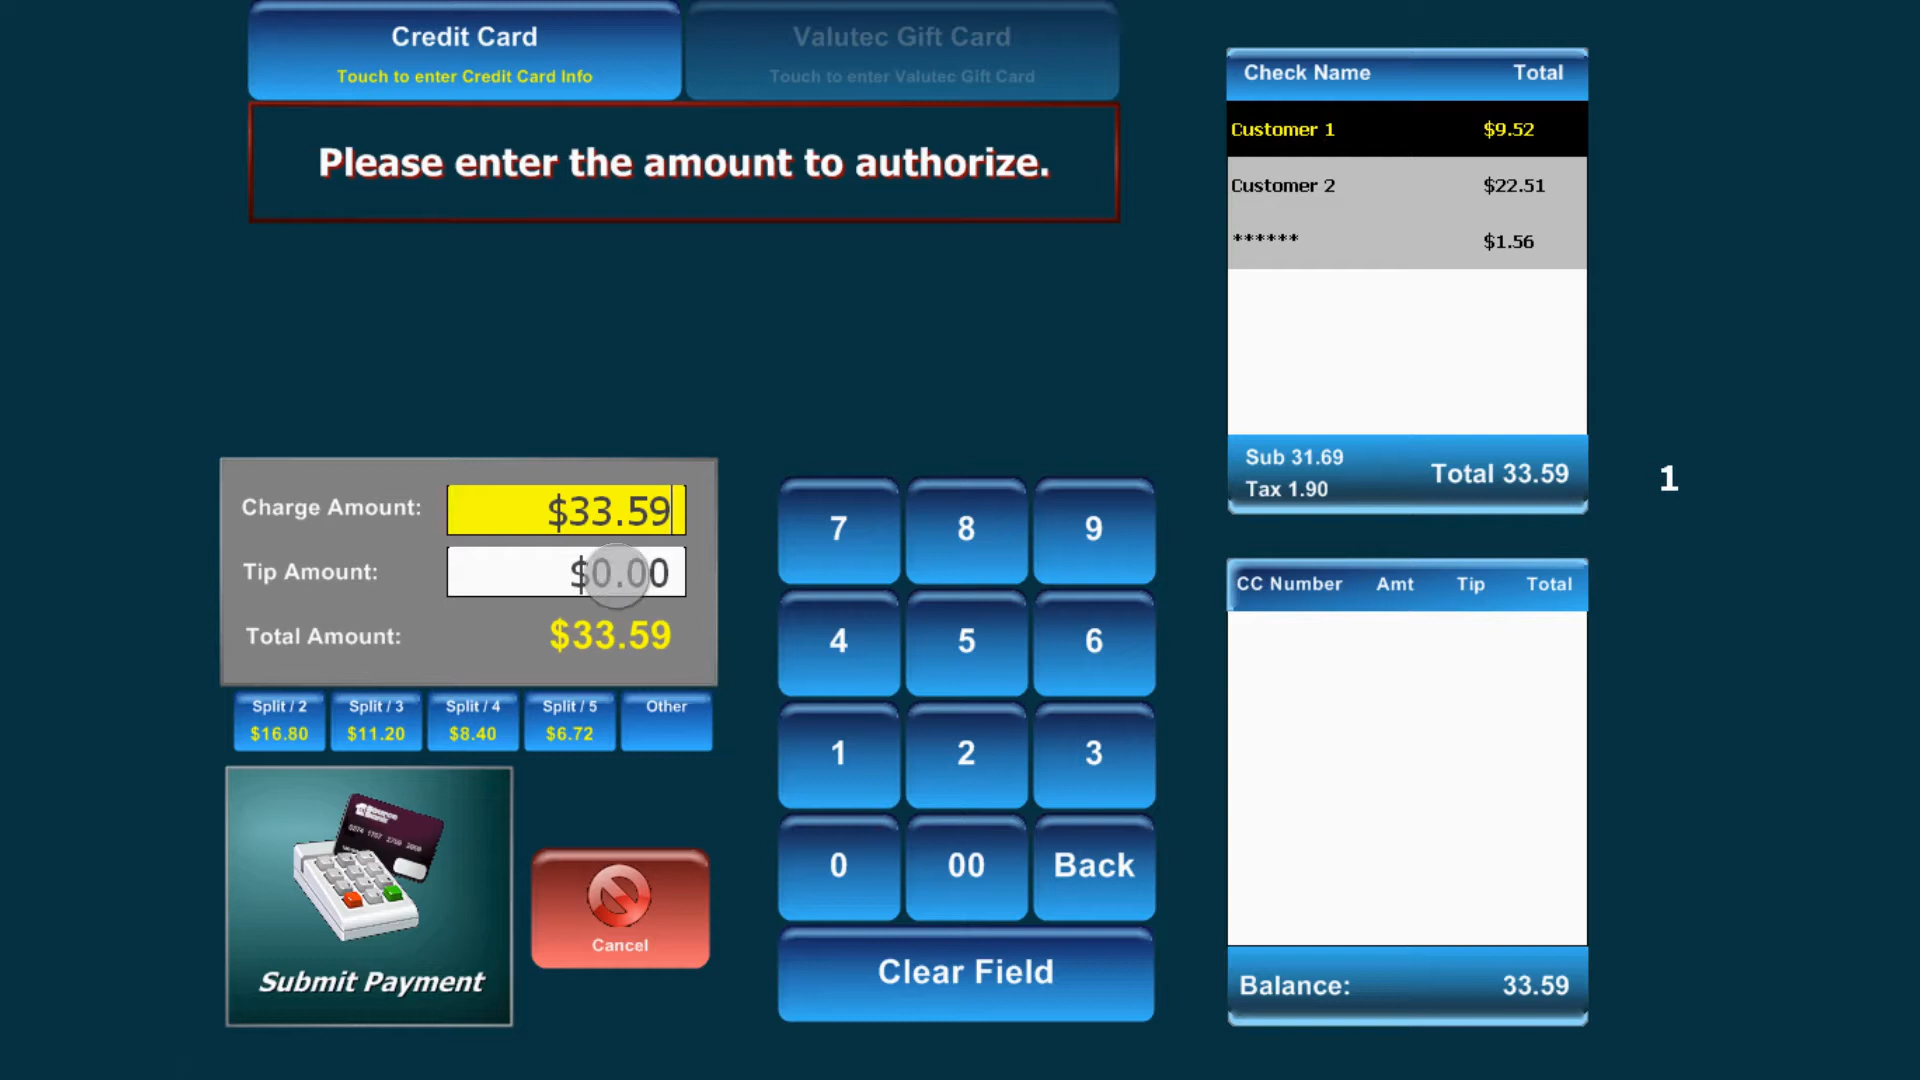 Credit Card
Touch to enter Credit Card Info
Valutec Gift Card
Touch to enter Valutec Gift Card
Please enter the amount to authorize.
Check Name Total
Customer 1 $9.52
Customer 2 $22.51
****** $1.56
Sub 31.69
Tax 1.90
Total 33.59
1
Charge Amount: $33.59
Tip Amount: $0.00
Total Amount: $33.59
Split / 2
$16.80
Split / 3
$11.20
Split / 4
$8.40
Split / 5
$6.72
Other
Submit Payment
Cancel
7 8 9
4 5 6
1 2 3
0 00 Back
Clear Field
CC Number Amt Tip Total
Balance: 33.59